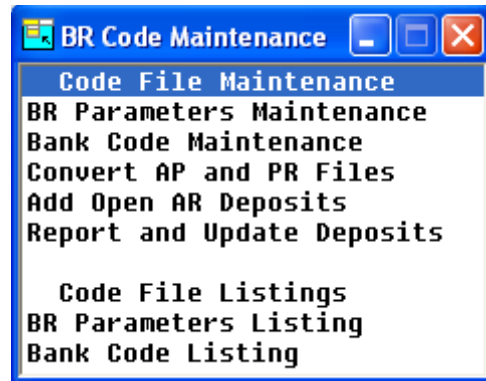 BR Code Maintenance
Code File Maintenance
BR Parameters Maintenance
Bank Code Maintenance
Convert AP and PR Files
Add Open AR Deposits
Report and Update Deposits
Code File Listings
BR Parameters Listing
Bank Code Listing